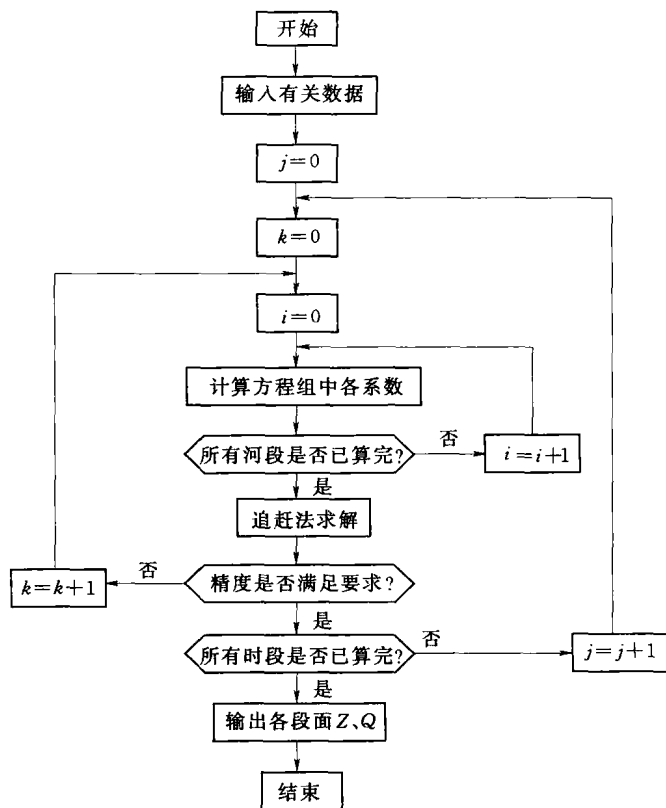 开始
输入有关数据
j=0
k=0
i=0
计算方程组中各系数
所有河段是否已算完?
否
i=i+1
是
追赶法求解
精度是否满足要求?
否
k=k+1
是
所有时段是否已算完?
否
j=j+1
是
输出各段面Z、Q
结束